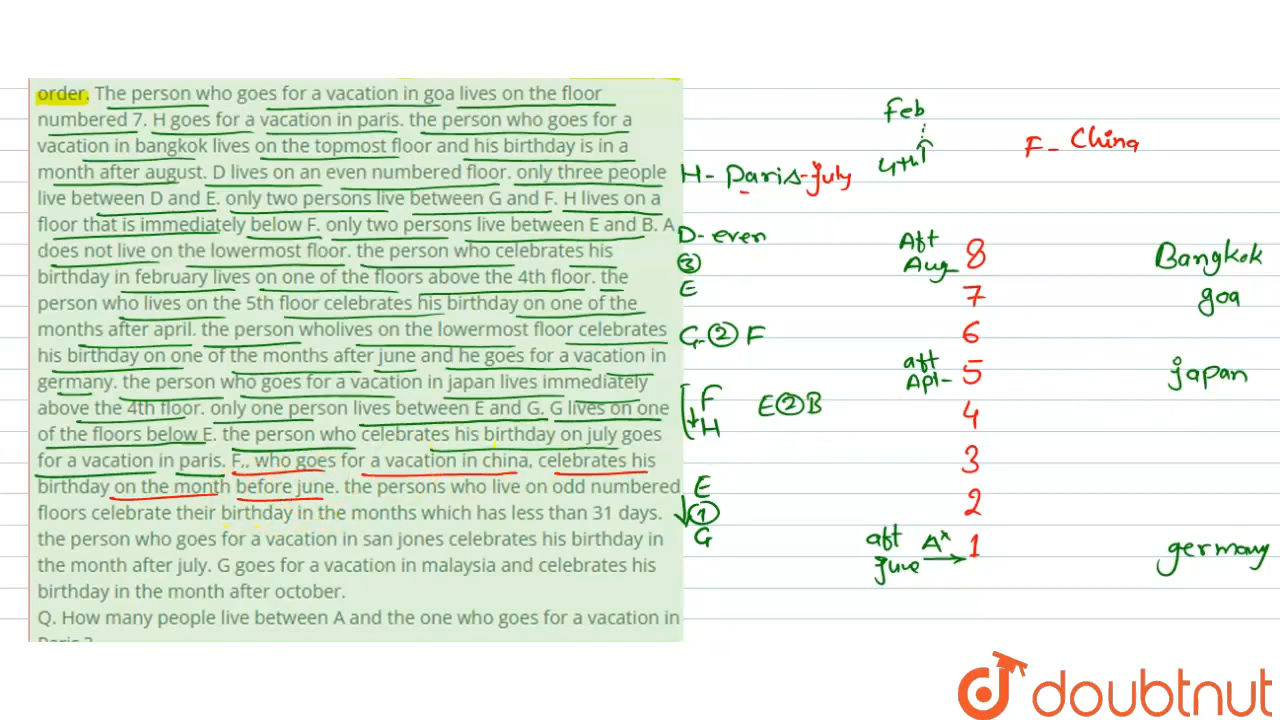 order. The person who goes for a vacation in goa lives on the floor
numbered 7. H goes for a vacation in paris. the person who goes for a
vacation in bangkok lives on the topmost floor and his birthday is in a
month after august. D lives on an even numbered floor. only three people
live between D and E. only two persons live between G and F. H lives on a
floor that is immediately below F. only two persons live between E and B. A
does not live on the lowermost floor. the person who celebrates his
birthday in february lives on one of the floors above the 4th floor. the
person who lives on the 5th floor celebrates his birthday on one of the
months after april. the person wholives on the lowermost floor celebrates
his birthday on one of the months after june and he goes for a vacation in
germany. the person who goes for a vacation in japan lives immediately
above the 4th floor. only one person lives between E and G. G lives on one
of the floors below E. the person who celebrates his birthday on july goes
for a vacation in paris. F,. who goes for a vacation in china, celebrates his
birthday on the month before june. the persons who live on odd numbered
floors celebrate their birthday in the months which has less than 31 days.
the person who goes for a vacation in san jones celebrates his birthday in
the month after july. G goes for a vacation in malaysia and celebrates his
birthday in the month after october.
Q. How many people live between A and the one who goes for a vacation in
Paris ?
Feb
4th↑
F - China
H - Paris - July
D - even
③
E
G - ② F
F
↓H
E ② B
E
↓①
G
Aft
Aug - 8 Bangkok
7 goa
6
aft
Apl - 5 japan
4
3
2
aft
june Aˣ → 1 germany
doubtnut